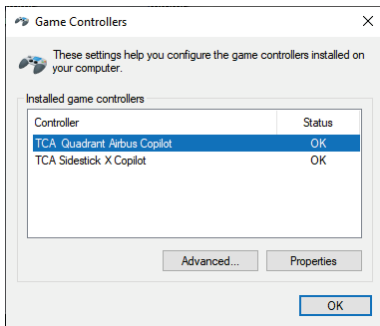 Game Controllers
These settings help you configure the game controllers installed on
your computer.
Installed game controllers
Controller Status
TCA Quadrant Airbus Copilot OK
TCA Sidestick X Copilot OK
Advanced... Properties
OK